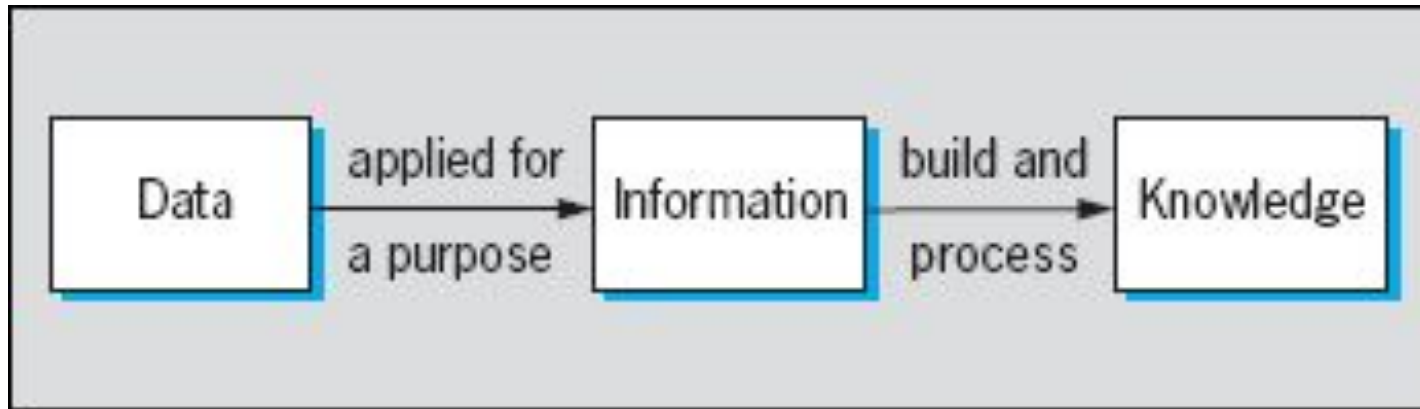 Data
applied for
a purpose
Information
build and
process
Knowledge